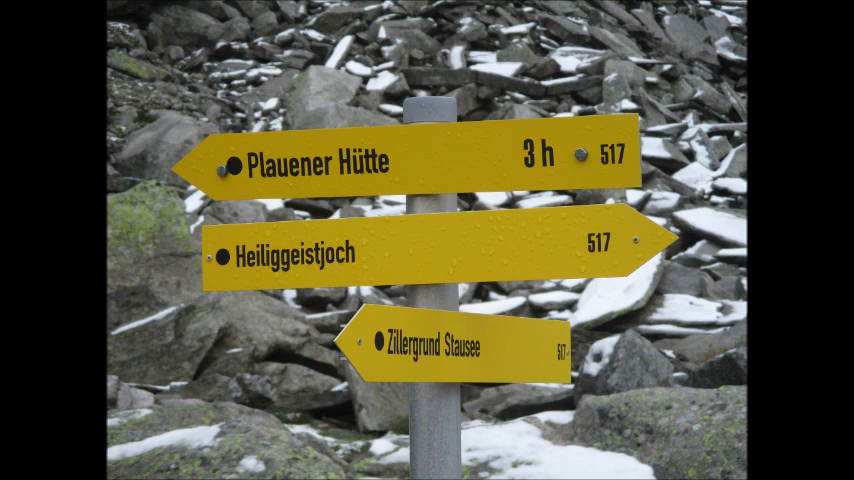 Plauener Hütte 3 h 517
Heiliggeistjoch 517
Zillergrund Stausee 517